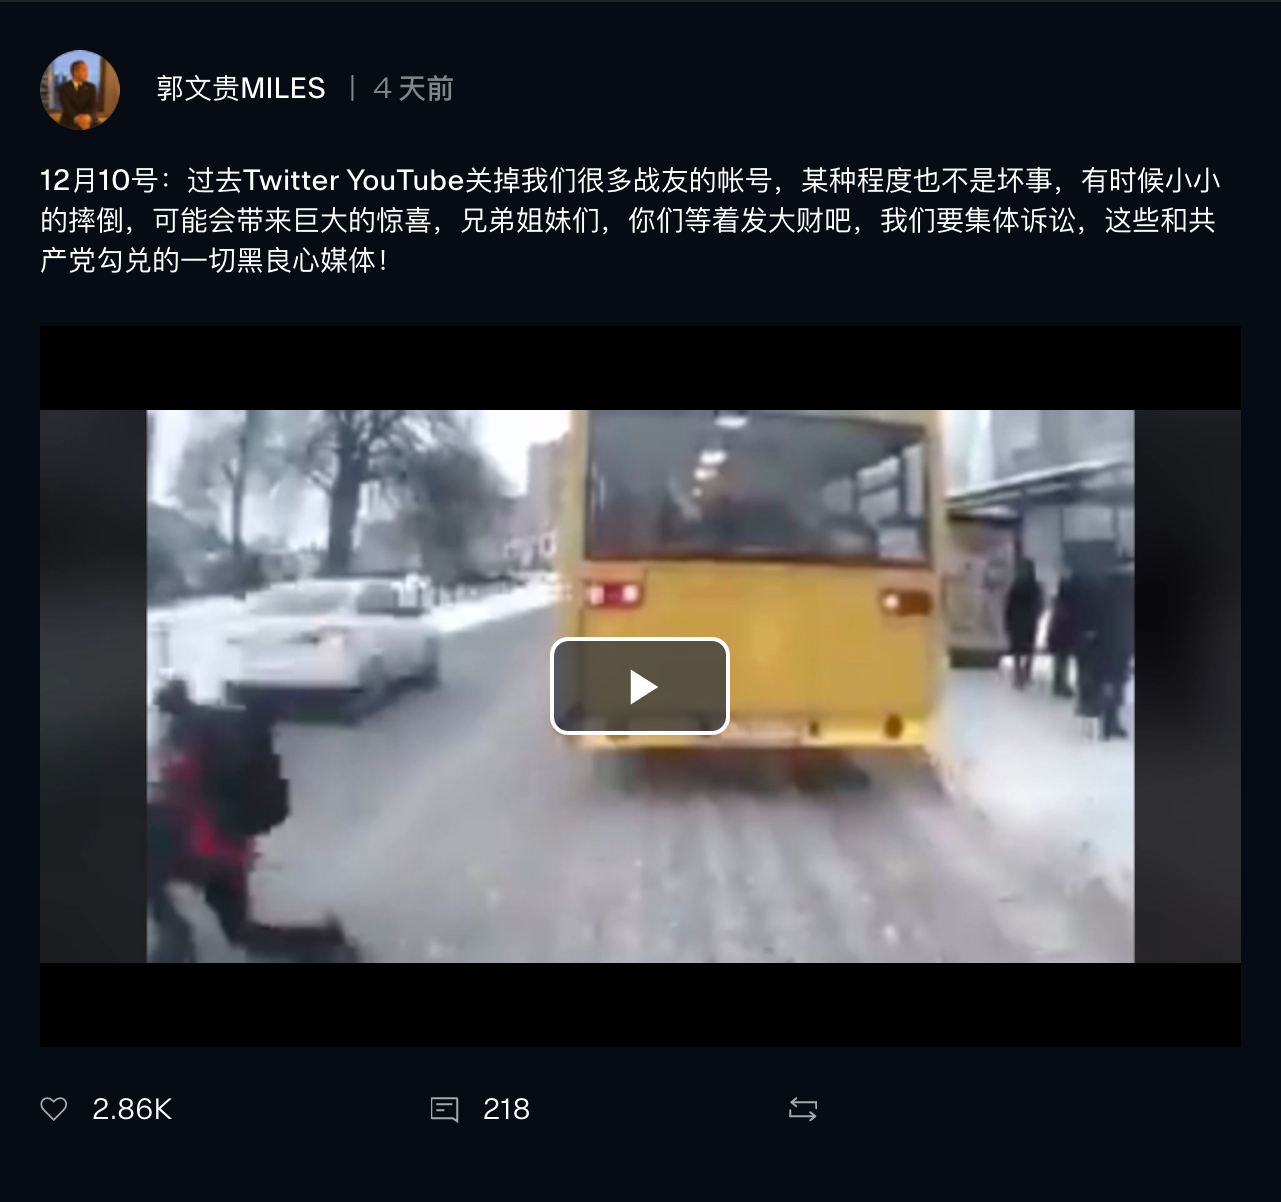 郭文贵MILES | 4 天前
12月10号：过去Twitter YouTube关掉我们很多战友的帐号，某种程度也不是坏事，有时候小小
的摔倒，可能会带来巨大的惊喜，兄弟姐妹们，你们等着发大财吧，我们要集体诉讼，这些和共
产党勾兑的一切黑良心媒体！
2.86K 218